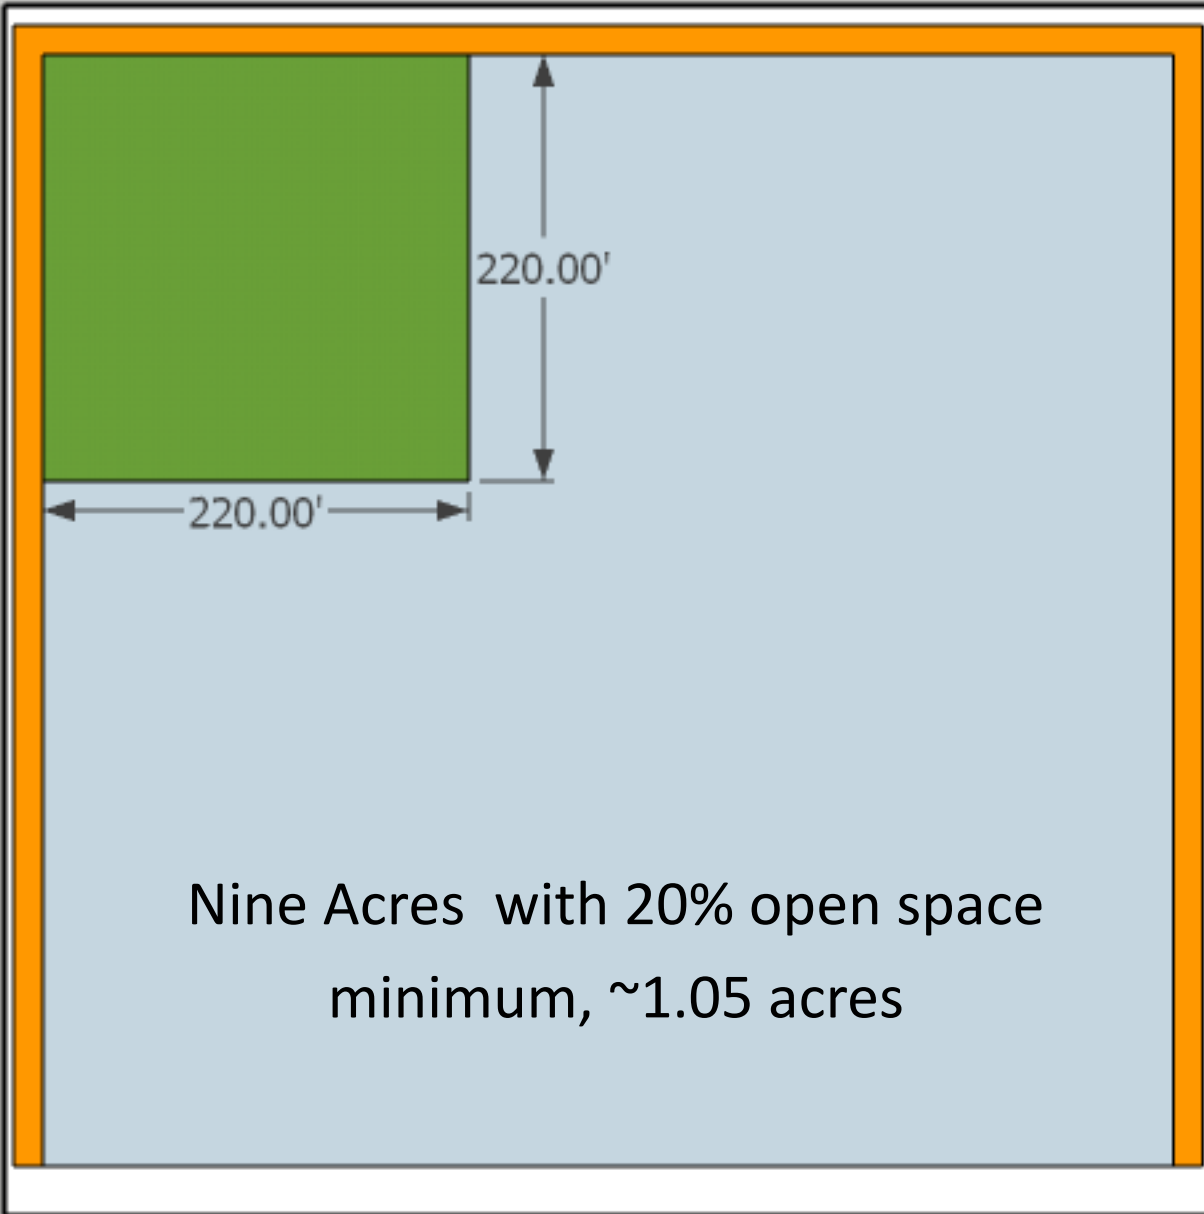 220.00'
220.00'
Nine Acres  with 20% open space
minimum, ~1.05 acres